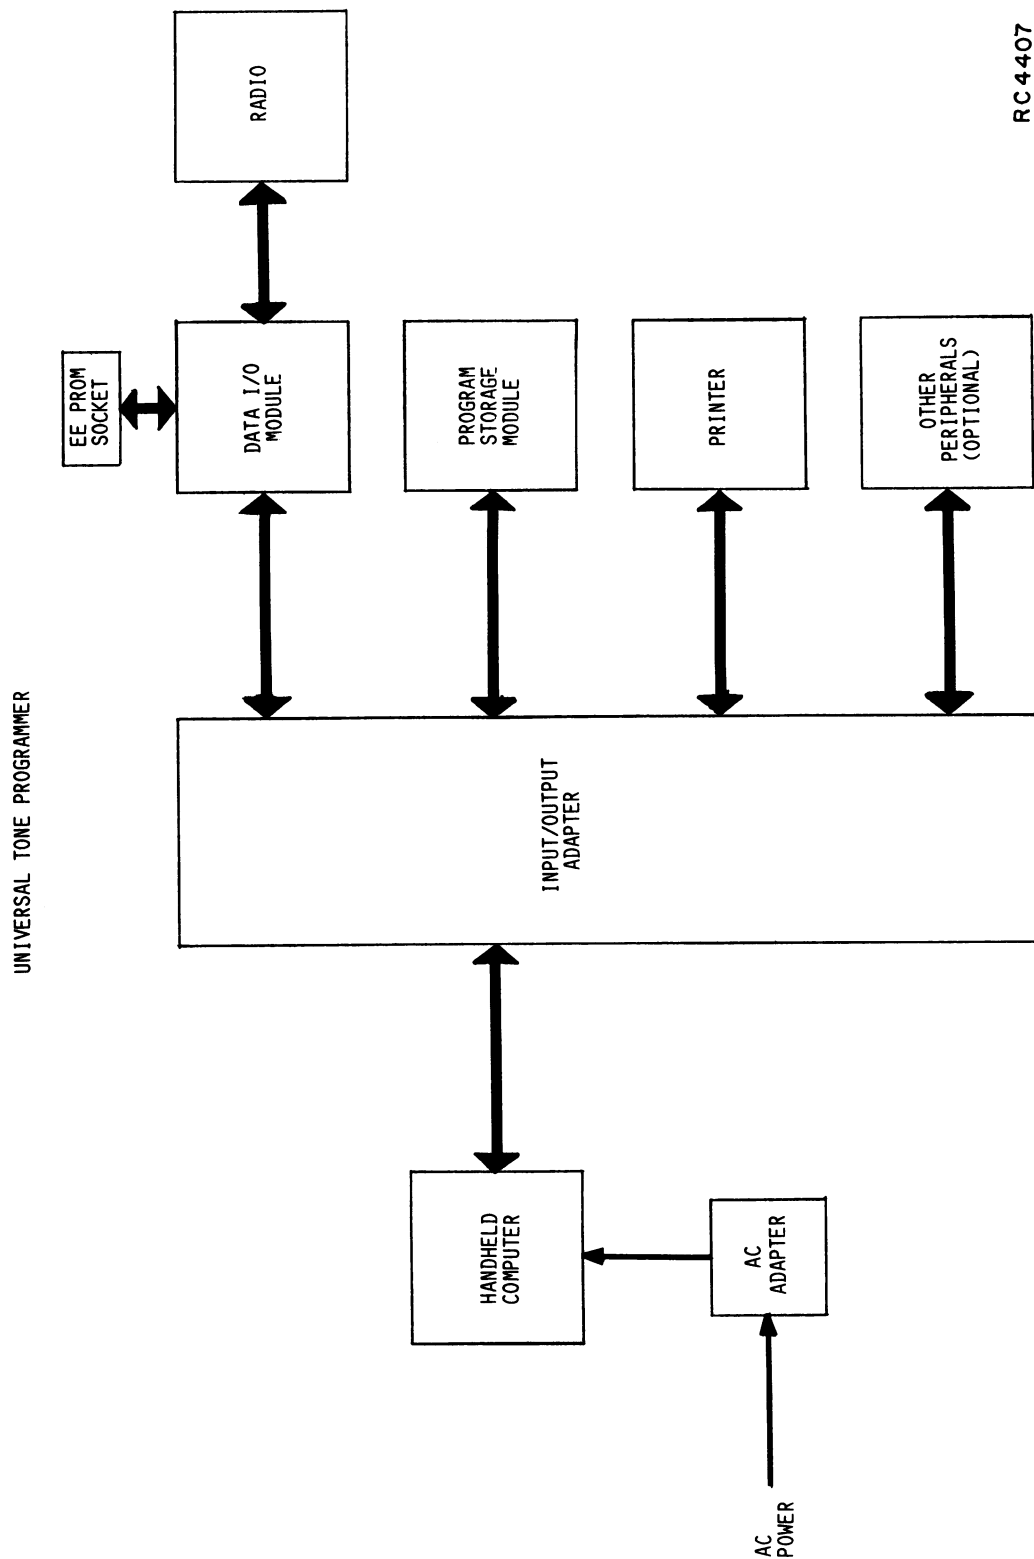 UNIVERSAL TONE PROGRAMMER
EE PROM
SOCKET
RADIO
DATA I/O
MODULE
PROGRAM
STORAGE
MODULE
PRINTER
OTHER
PERIPHERALS
(OPTIONAL)
INPUT/OUTPUT
ADAPTER
HANDHELD
COMPUTER
AC
ADAPTER
AC
POWER
RC4407